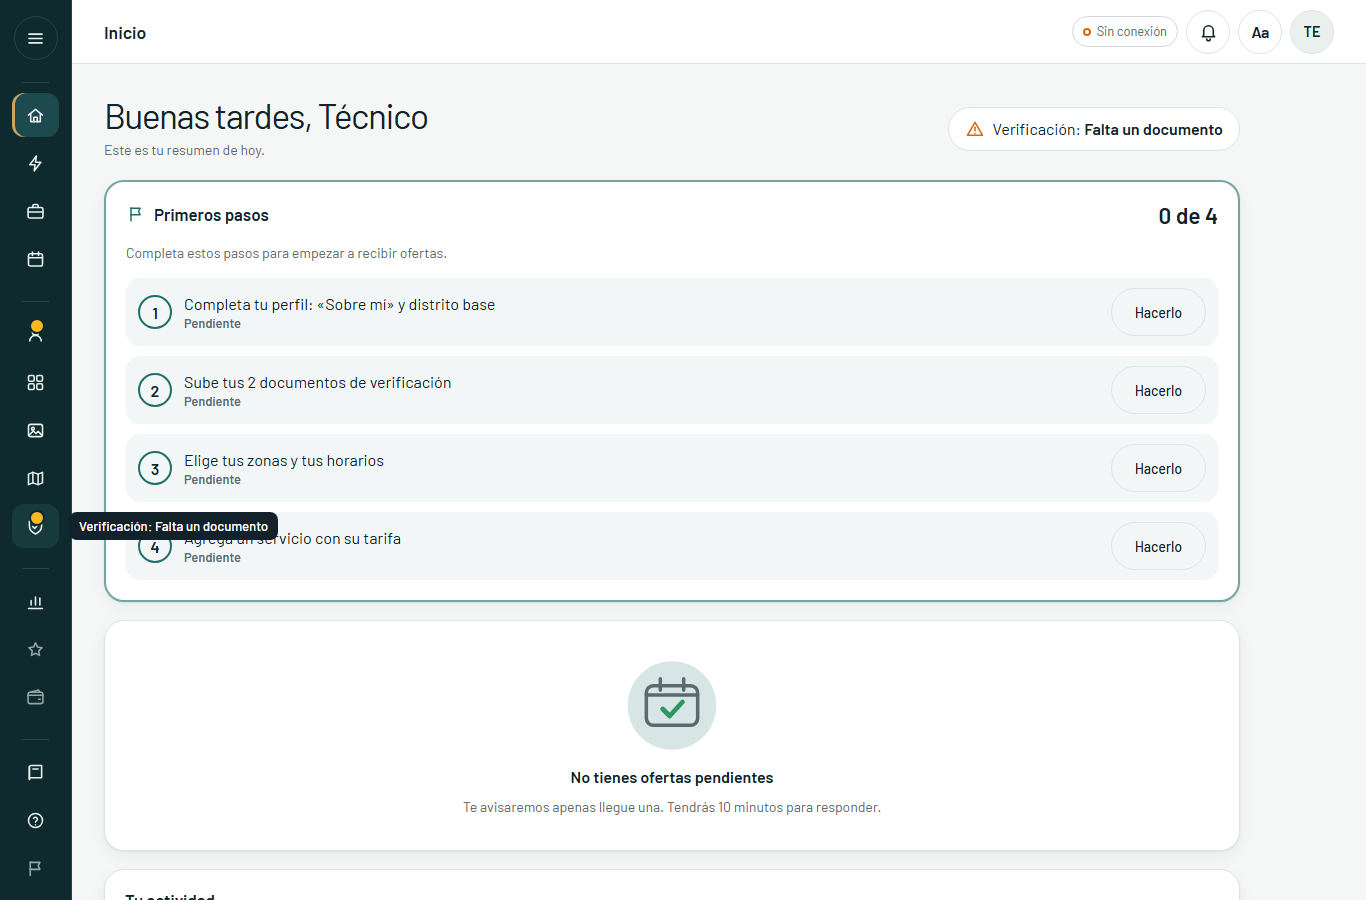 Inicio
Sin conexión
Aa
TE
Buenas tardes, Técnico
Este es tu resumen de hoy.
Verificación: Falta un documento
Primeros pasos
0 de 4
Completa estos pasos para empezar a recibir ofertas.
1
Completa tu perfil: «Sobre mí» y distrito base
Pendiente
Hacerlo
2
Sube tus 2 documentos de verificación
Pendiente
Hacerlo
3
Elige tus zonas y tus horarios
Pendiente
Hacerlo
Verificación: Falta un documento
4
Agrega un servicio con su tarifa
Pendiente
Hacerlo
No tienes ofertas pendientes
Te avisaremos apenas llegue una. Tendrás 10 minutos para responder.
Tu actividad